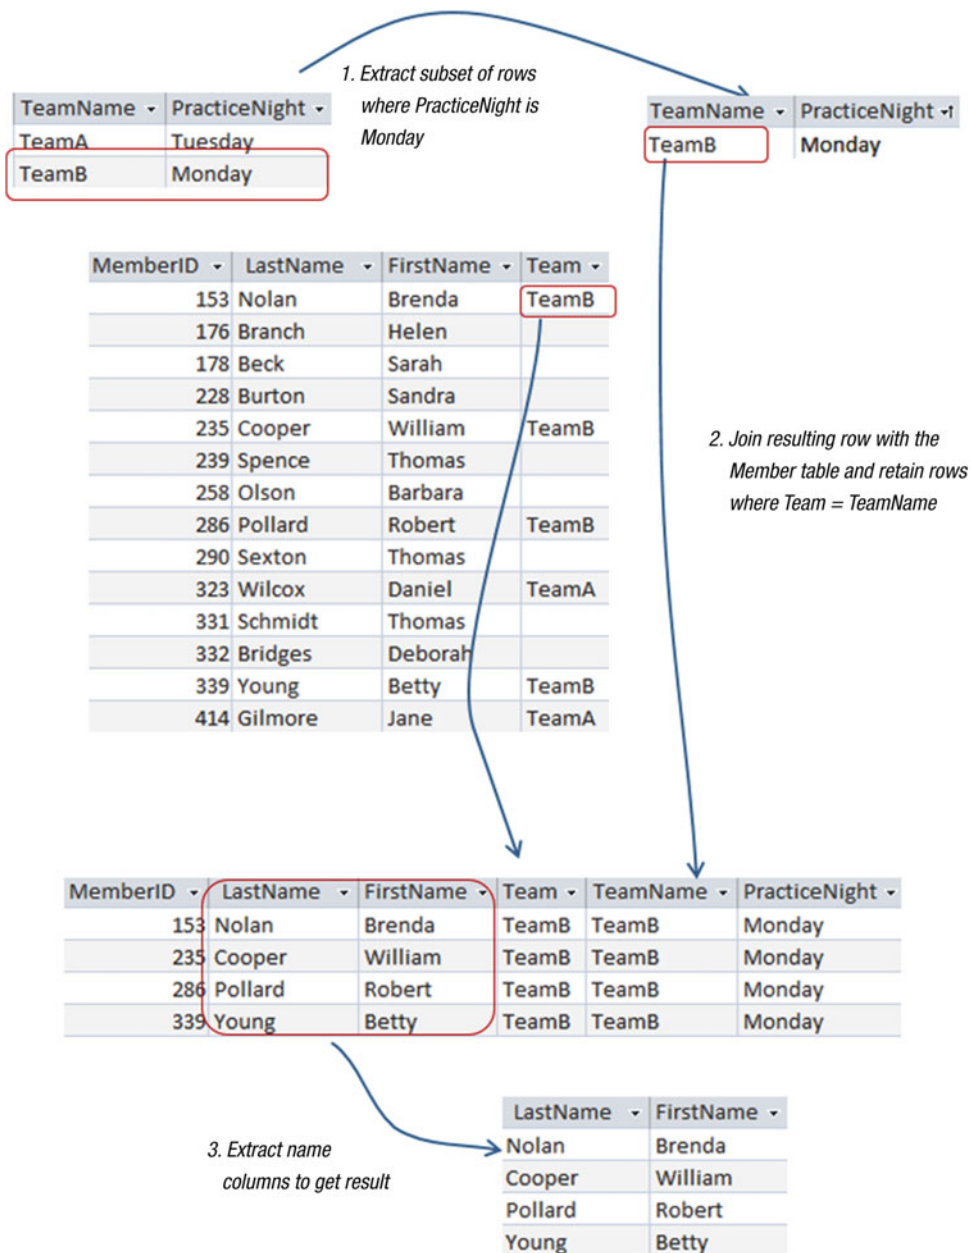 1. Extract subset of rows
where PracticeNight is
Monday
TeamName PracticeNight
TeamA Tuesday
TeamB Monday
TeamName PracticeNight
TeamB Monday
MemberID LastName FirstName Team
153 Nolan Brenda TeamB
176 Branch Helen
178 Beck Sarah
228 Burton Sandra
235 Cooper William TeamB
239 Spence Thomas
258 Olson Barbara
286 Pollard Robert TeamB
290 Sexton Thomas
323 Wilcox Daniel TeamA
331 Schmidt Thomas
332 Bridges Deborah
339 Young Betty TeamB
414 Gilmore Jane TeamA
2. Join resulting row with the
Member table and retain rows
where Team = TeamName
MemberID LastName FirstName Team TeamName PracticeNight
153 Nolan Brenda TeamB TeamB Monday
235 Cooper William TeamB TeamB Monday
286 Pollard Robert TeamB TeamB Monday
339 Young Betty TeamB TeamB Monday
3. Extract name
columns to get result
LastName FirstName
Nolan Brenda
Cooper William
Pollard Robert
Young Betty